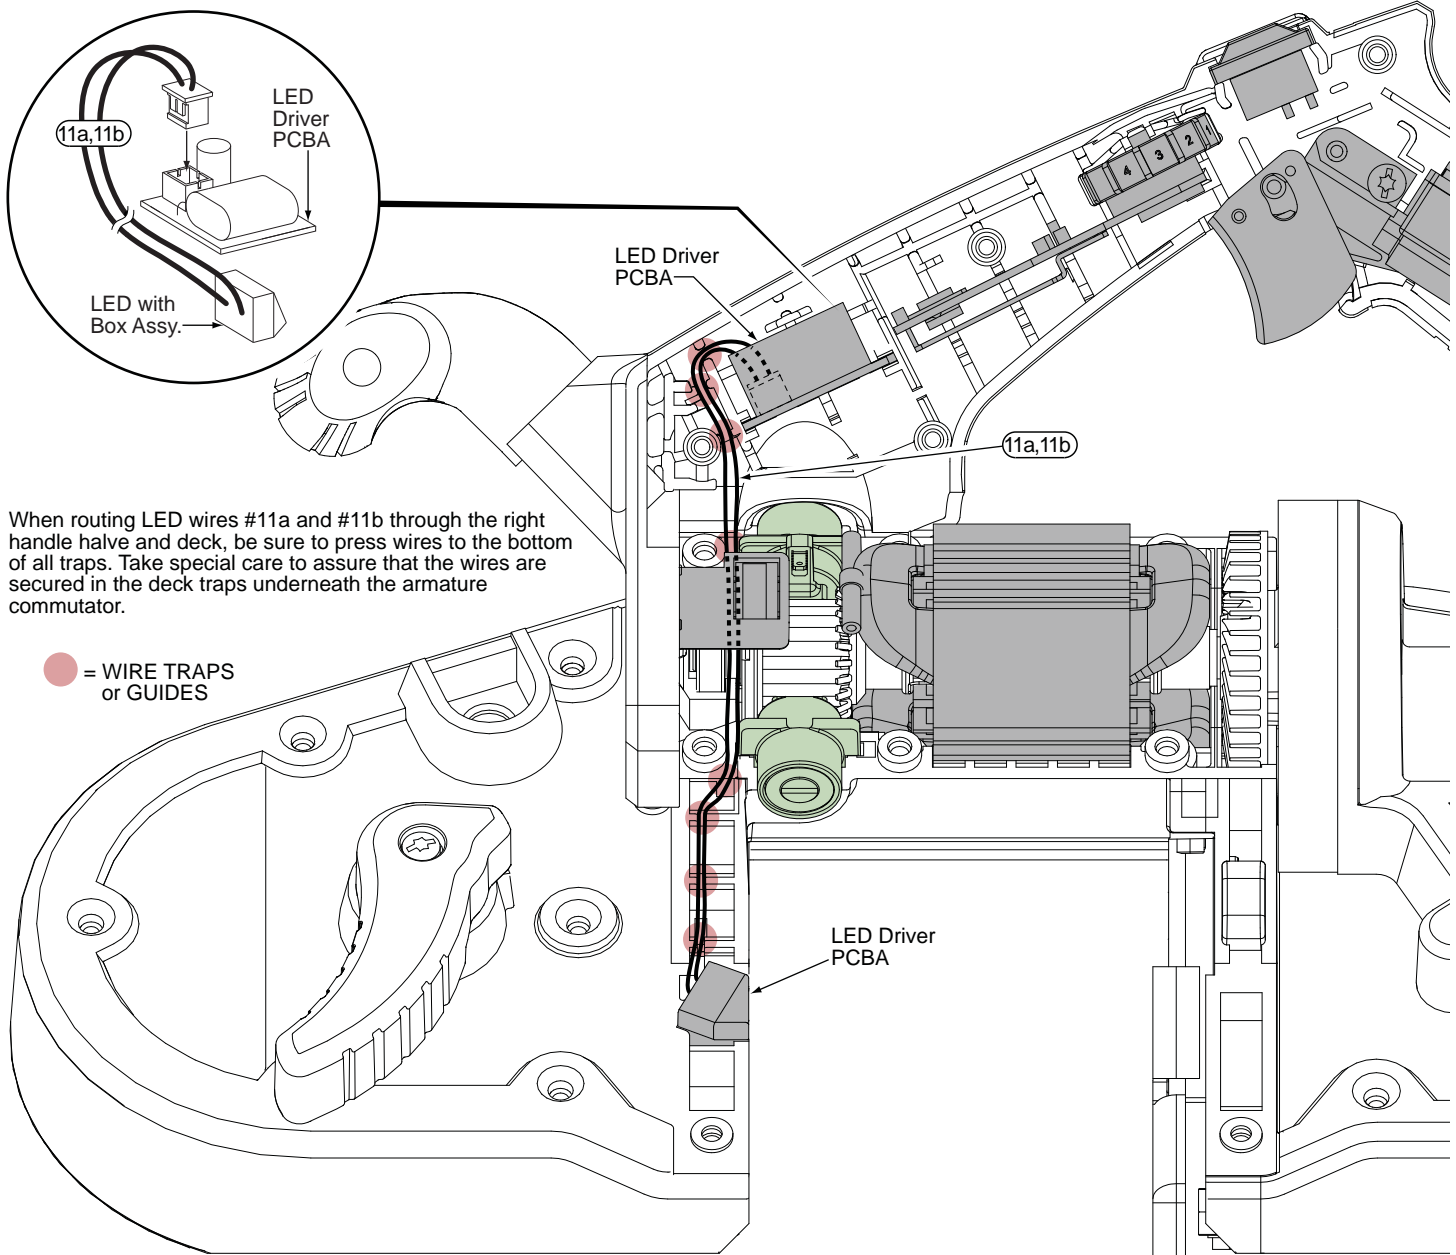 11a,11b
LED
Driver
PCBA
LED with
Box Assy.
LED Driver
PCBA
4 3 2 1
11a,11b
When routing LED wires #11a and #11b through the right
handle halve and deck, be sure to press wires to the bottom
of all traps. Take special care to assure that the wires are
secured in the deck traps underneath the armature
commutator.
= WIRE TRAPS
or GUIDES
LED Driver
PCBA